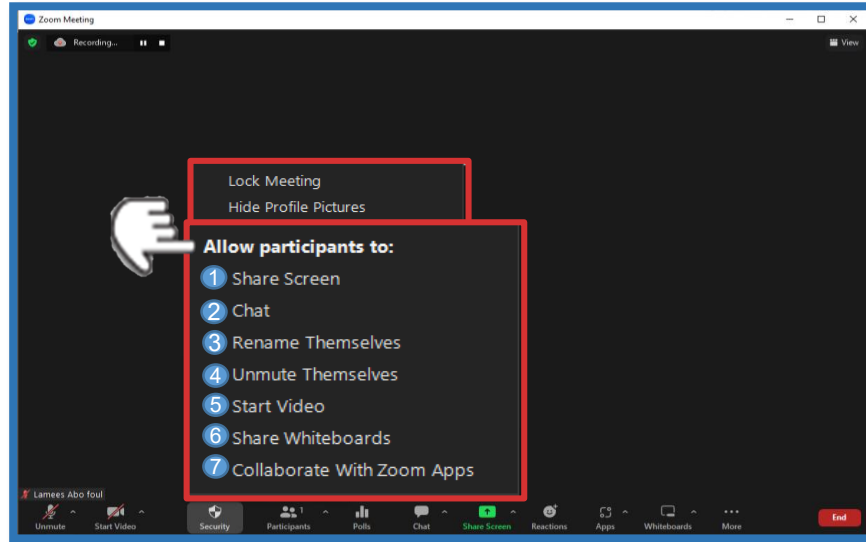 Zoom Meeting
Recording...
View
Lock Meeting
Hide Profile Pictures
Allow participants to:
1 Share Screen
2 Chat
3 Rename Themselves
4 Unmute Themselves
5 Start Video
6 Share Whiteboards
7 Collaborate With Zoom Apps
Lamees Abo foul
1
Unmute Start Video Security Participants Polls Chat Share Screen Reactions Apps Whiteboards More End